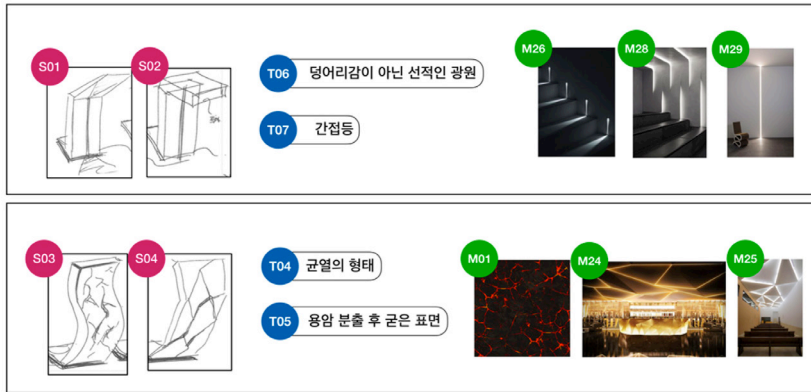 S01
S02
T06 덩어리감이 아닌 선적인 광원
T07 간접등
M26
M28
M29
S03
S04
T04 균열의 형태
T05 용암 분출 후 굳은 표면
M01
M24
M25